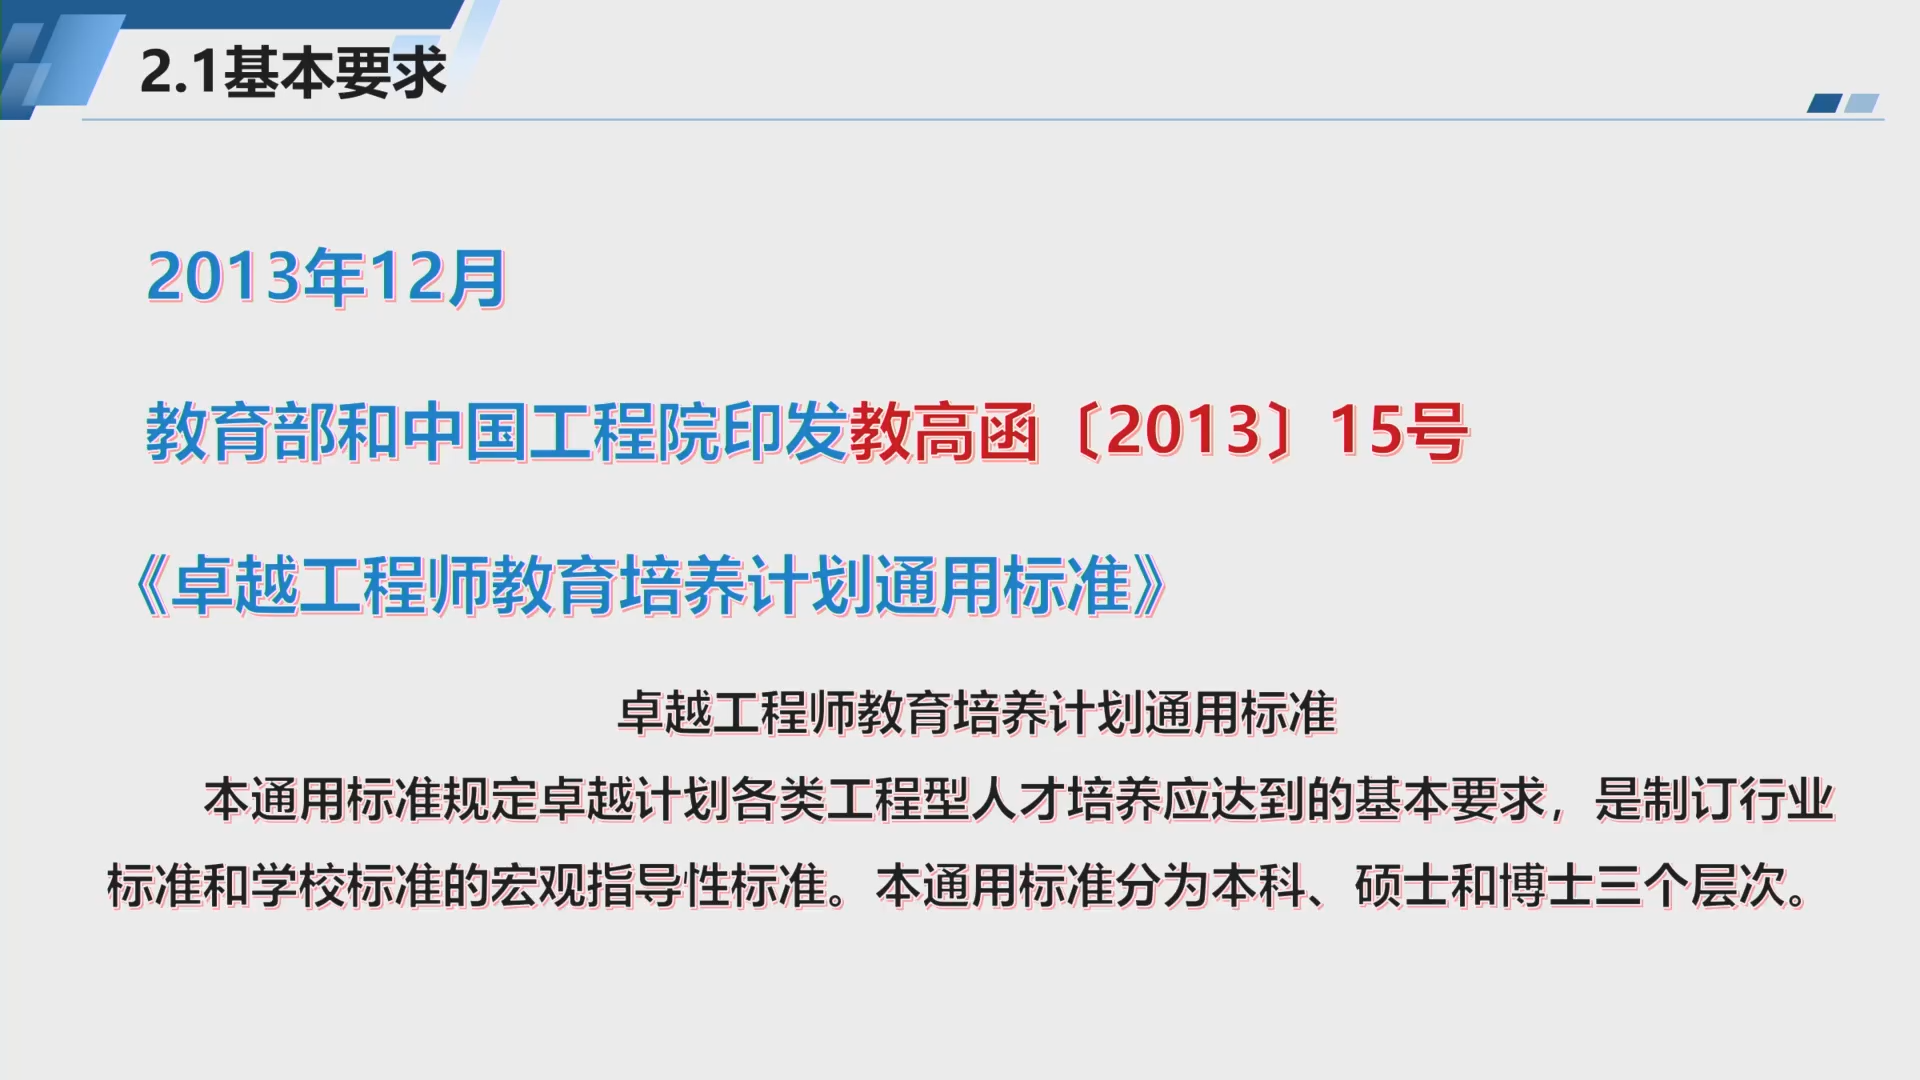 2.1基本要求
2013年12月
教育部和中国工程院印发教高函〔2013〕15号
《卓越工程师教育培养计划通用标准》
卓越工程师教育培养计划通用标准
本通用标准规定卓越计划各类工程型人才培养应达到的基本要求，是制订行业
标准和学校标准的宏观指导性标准。本通用标准分为本科、硕士和博士三个层次。